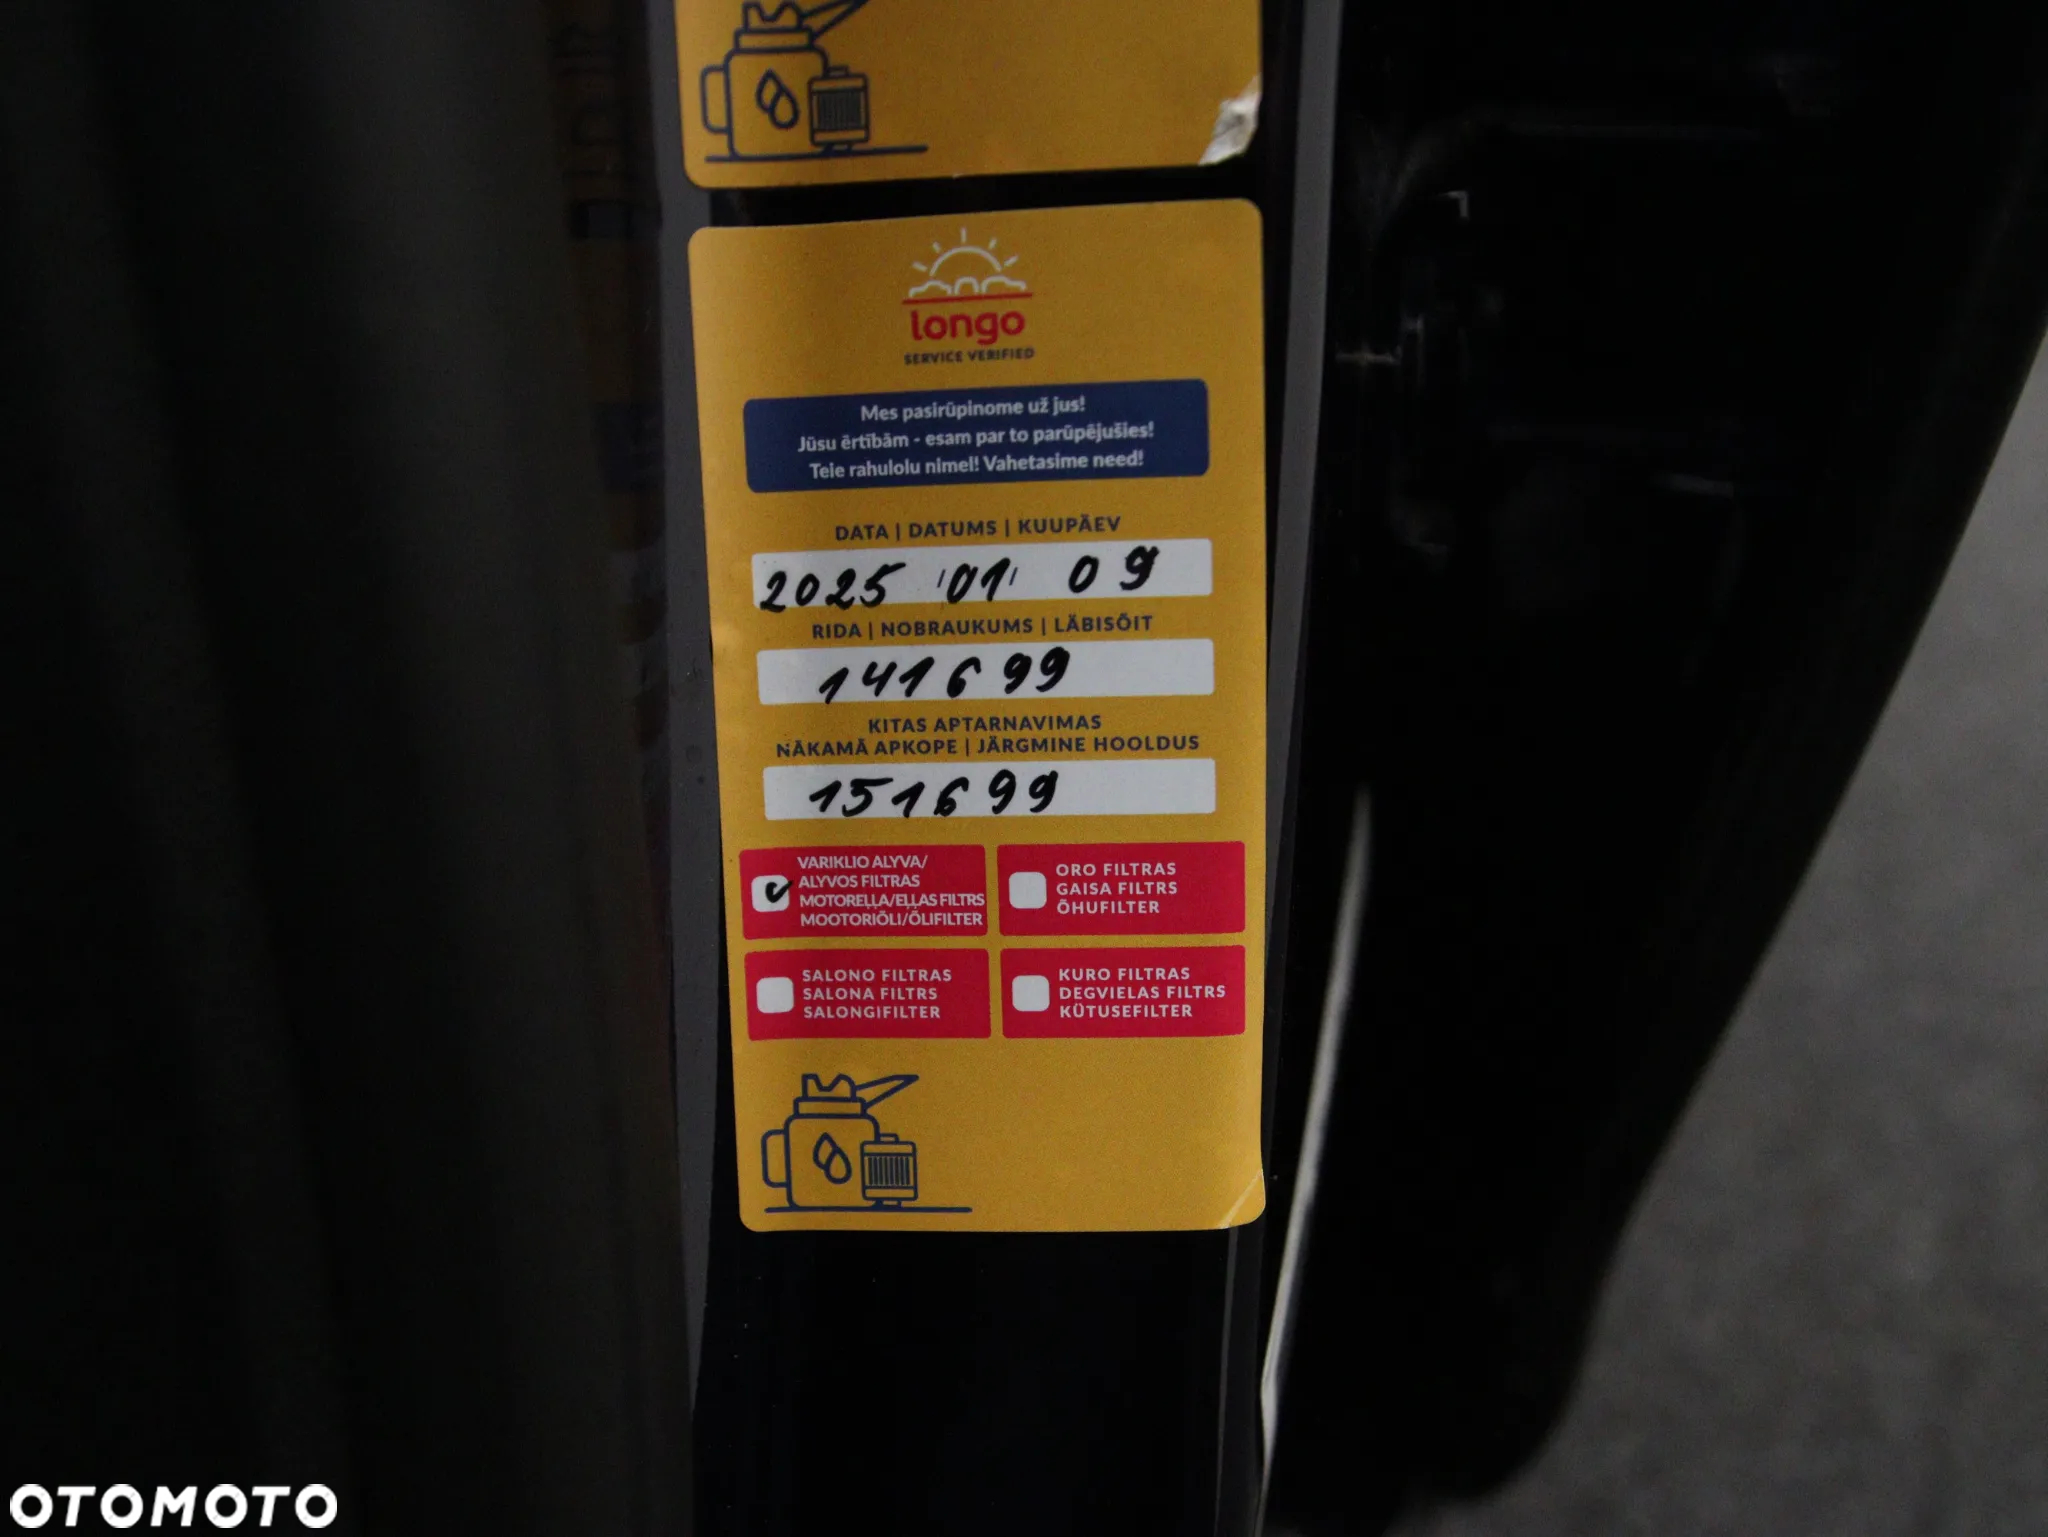 longo
SERVICE VERIFIED
Mes pasirūpinome už jus!
Jūsu ērtībām - esam par to parūpējušies!
Teie rahulolu nimel! Vahetasime need!
DATA | DATUMS | KUUPÄEV
2025 01 09
RIDA | NOBRAUKUMS | LÄBISÕIT
141699
KITAS APTARNAVIMAS
NĀKAMĀ APKOPE | JÄRGMINE HOOLDUS
151699
VARIKLIO ALYVA/
ALYVOS FILTRAS
MOTOREĻĻA/EĻĻAS FILTRS
MOOTORIÕLI/ÕLIFILTER
ORO FILTRAS
GAISA FILTRS
ÕHUFILTER
SALONO FILTRAS
SALONA FILTRS
SALONGIFILTER
KURO FILTRAS
DEGVIELAS FILTRS
KÜTUSEFILTER
OTOMOTO